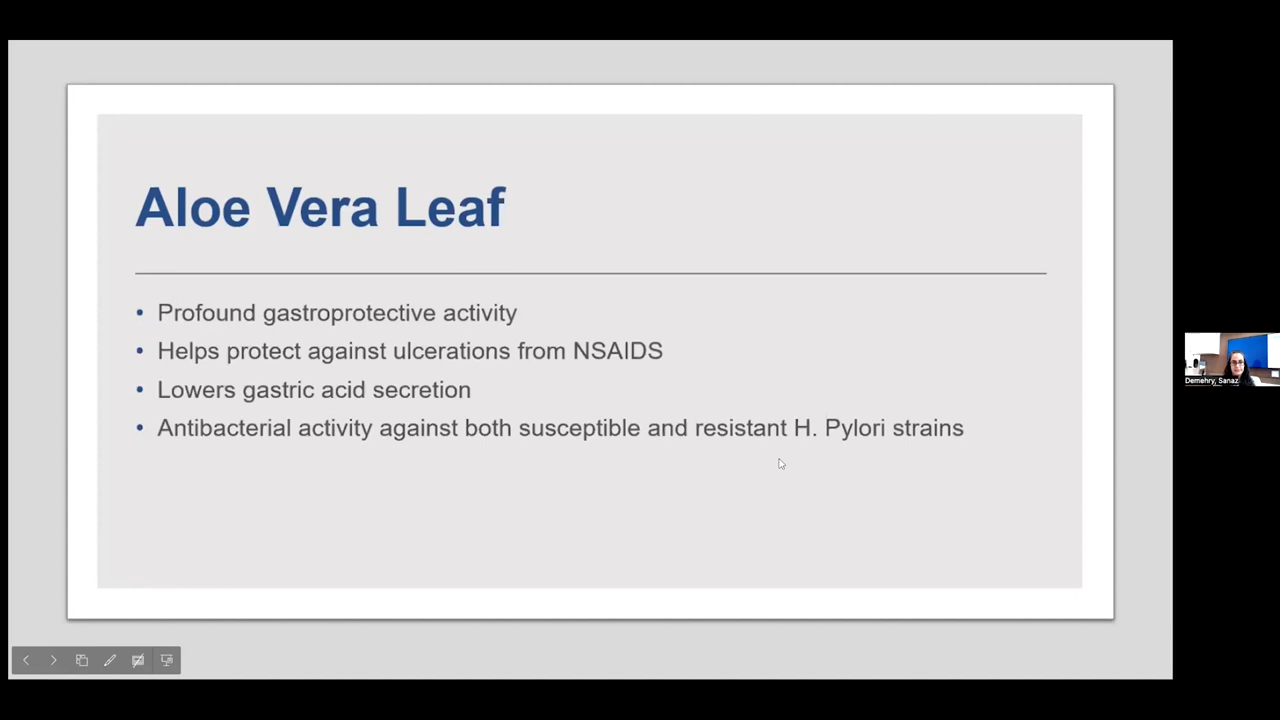 Aloe Vera Leaf
• Profound gastroprotective activity
• Helps protect against ulcerations from NSAIDS
• Lowers gastric acid secretion
• Antibacterial activity against both susceptible and resistant H. Pylori strains
Demehry, Sanaz